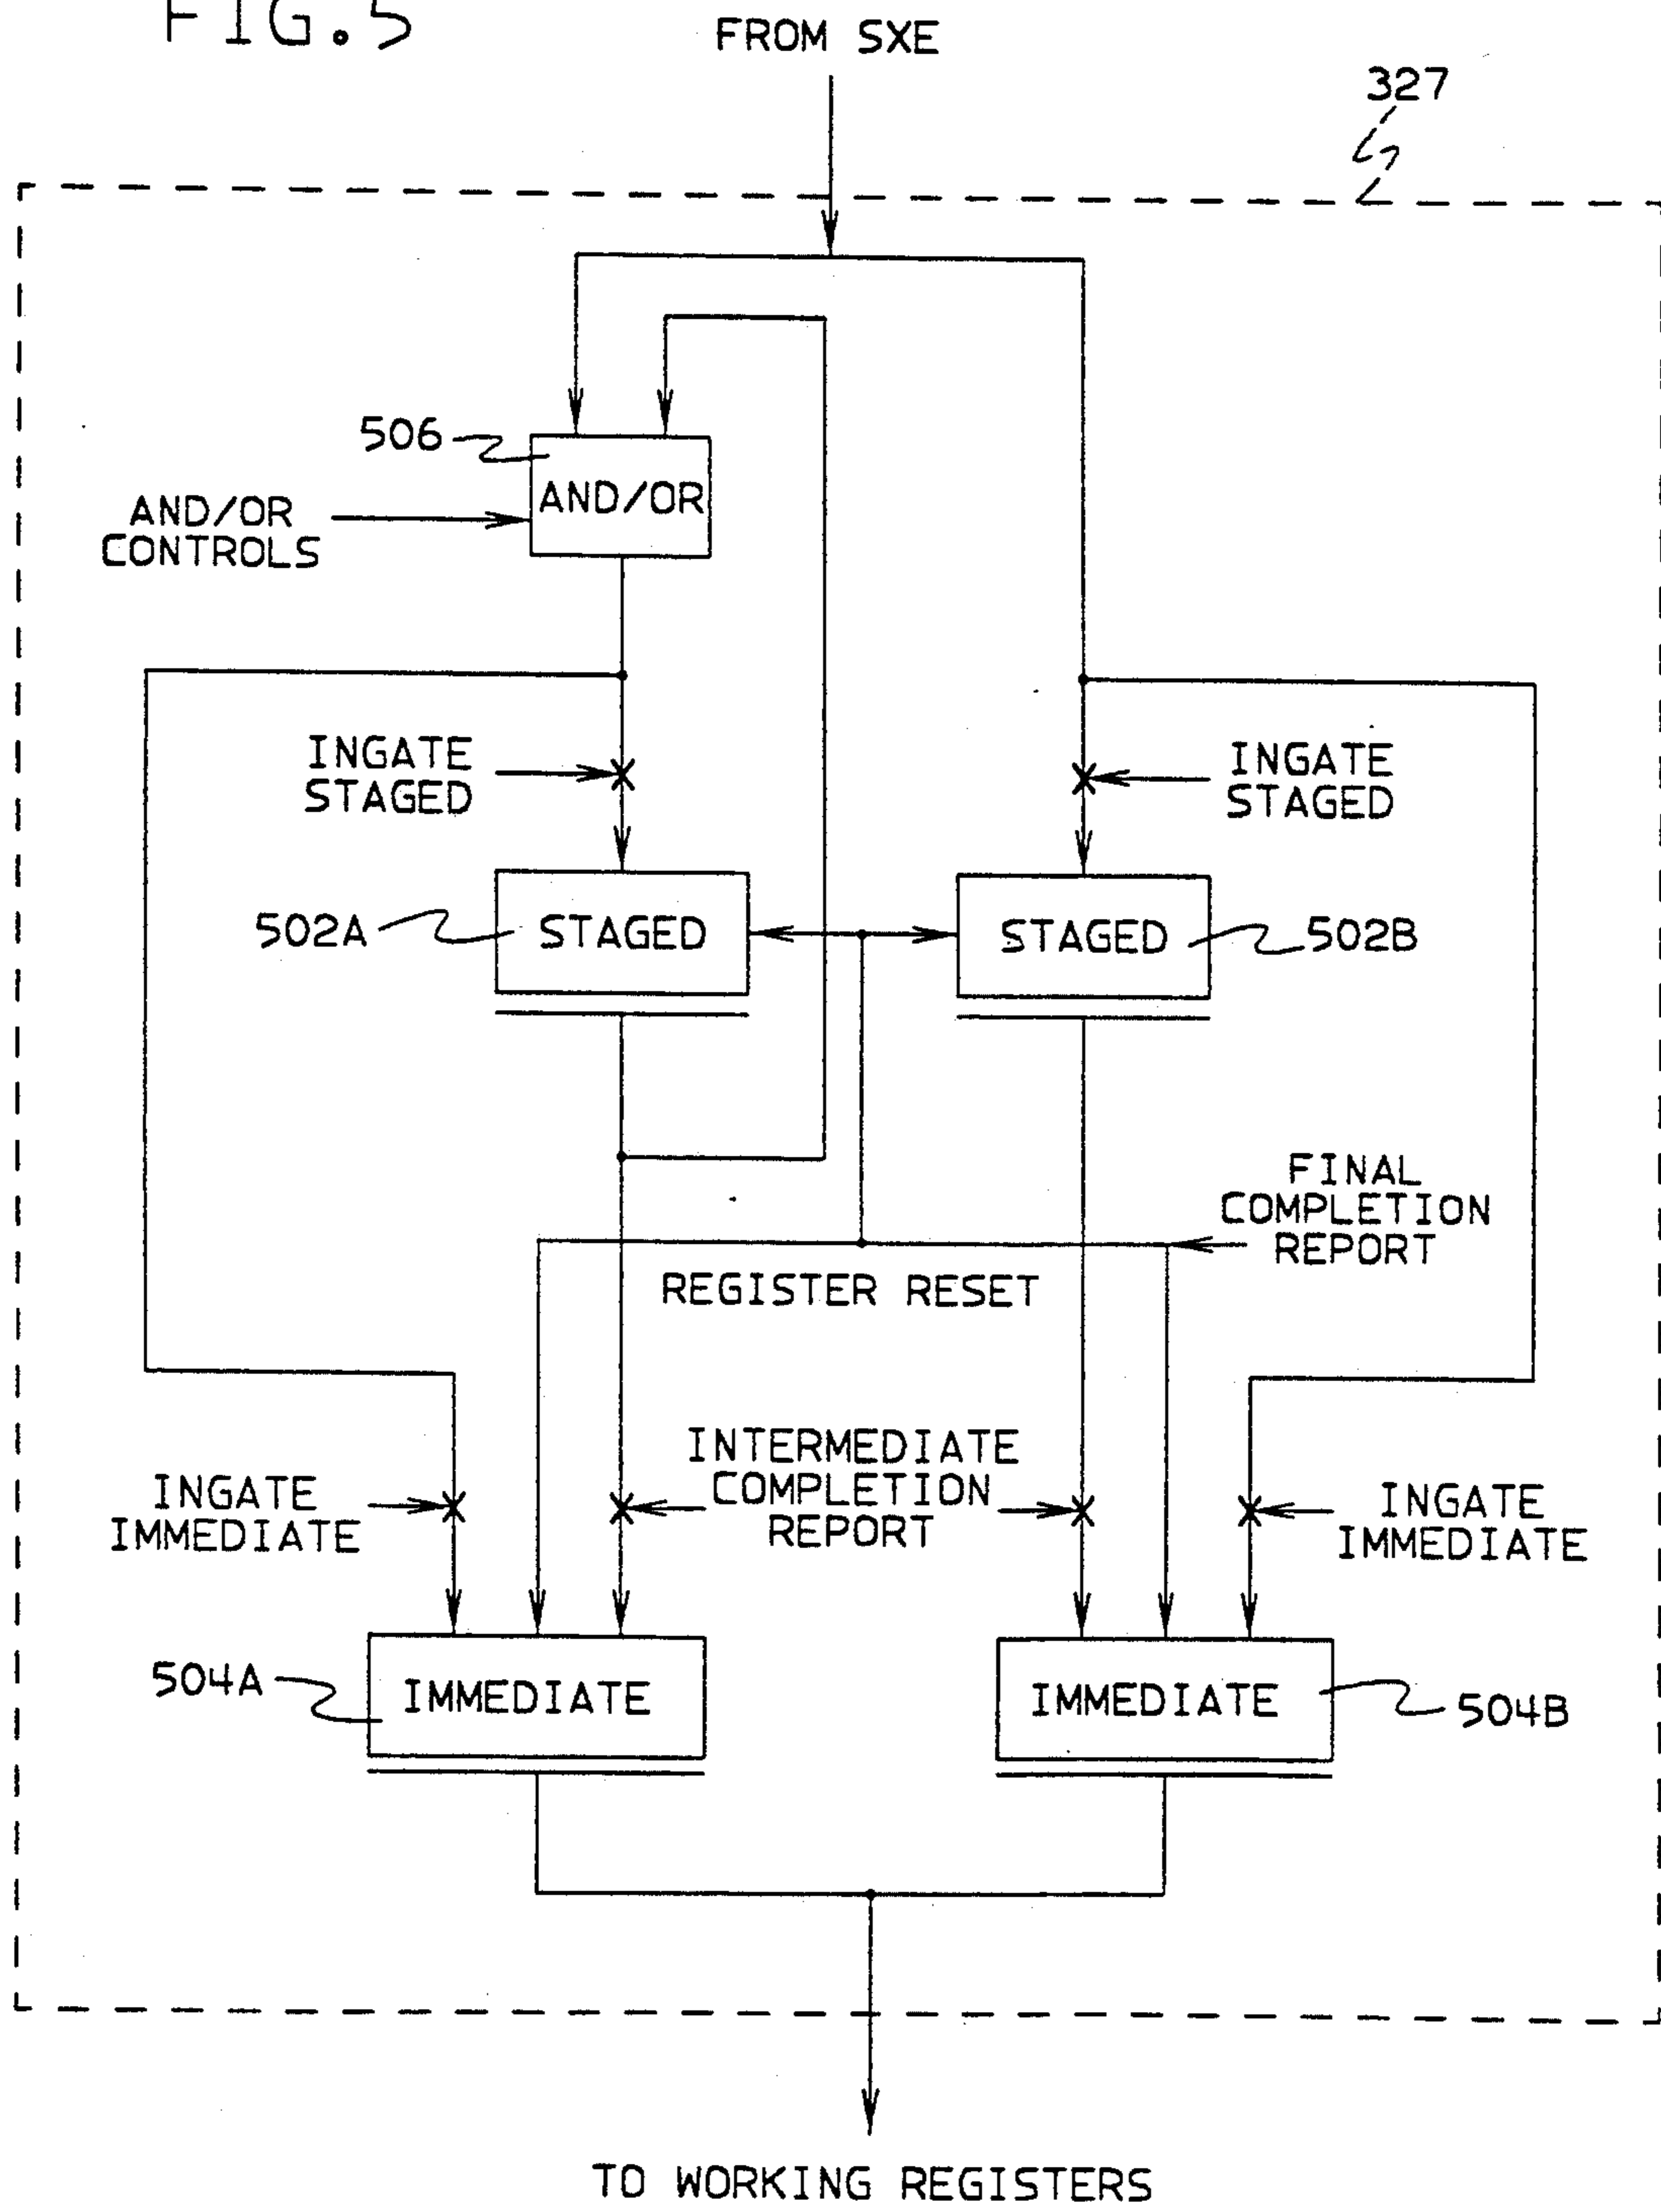 FIG.5
FROM SXE
327
506
AND/OR
AND/OR
CONTROLS
INGATE
STAGED
INGATE
STAGED
502A
STAGED
STAGED
502B
FINAL
COMPLETION
REPORT
REGISTER RESET
INTERMEDIATE
COMPLETION
REPORT
INGATE
IMMEDIATE
INGATE
IMMEDIATE
504A
IMMEDIATE
IMMEDIATE
504B
TO WORKING REGISTERS